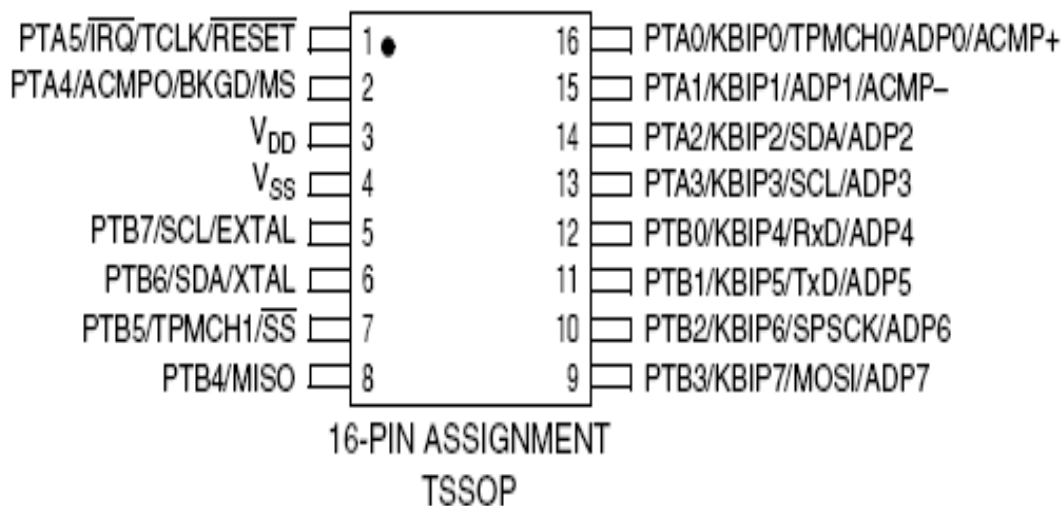 PTA5/IRQ/TCLK/RESET 1 16 PTA0/KBIP0/TPMCH0/ADP0/ACMP+
PTA4/ACMPO/BKGD/MS 2 15 PTA1/KBIP1/ADP1/ACMP–
VDD 3 14 PTA2/KBIP2/SDA/ADP2
VSS 4 13 PTA3/KBIP3/SCL/ADP3
PTB7/SCL/EXTAL 5 12 PTB0/KBIP4/RxD/ADP4
PTB6/SDA/XTAL 6 11 PTB1/KBIP5/TxD/ADP5
PTB5/TPMCH1/SS 7 10 PTB2/KBIP6/SPSCK/ADP6
PTB4/MISO 8 9 PTB3/KBIP7/MOSI/ADP7
16-PIN ASSIGNMENT
TSSOP